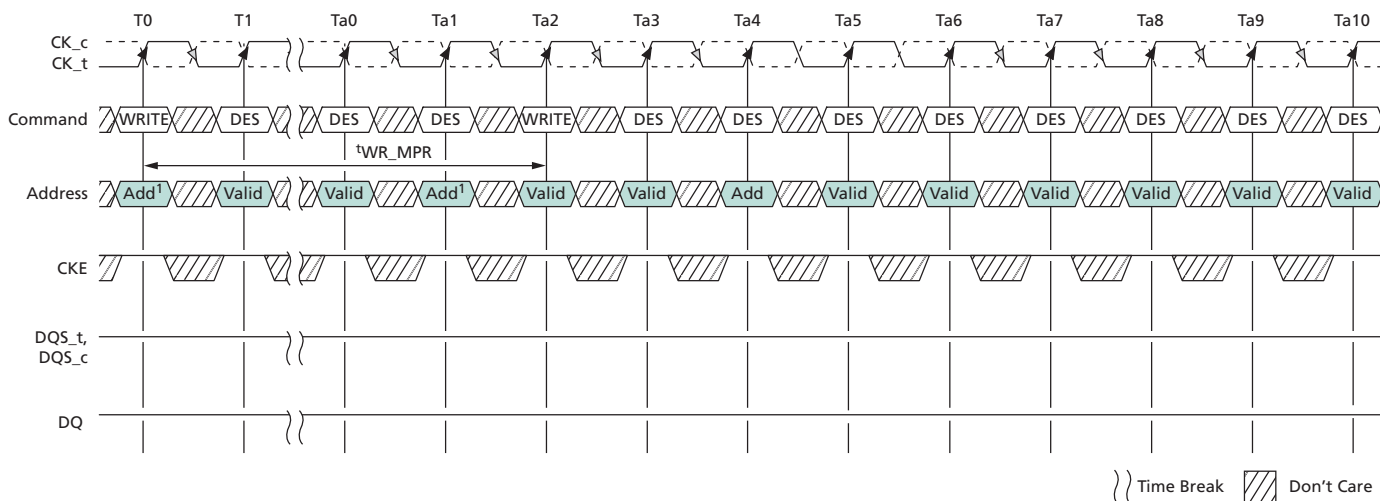 T0 T1 Ta0 Ta1 Ta2 Ta3 Ta4 Ta5 Ta6 Ta7 Ta8 Ta9 Ta10
CK_c
CK_t
Command WRITE DES DES DES WRITE DES DES DES DES DES DES DES DES
tWR_MPR
Address Add1 Valid Valid Add1 Valid Valid Add Valid Valid Valid Valid Valid Valid
CKE
DQS_t,
DQS_c
DQ
Time Break Don't Care